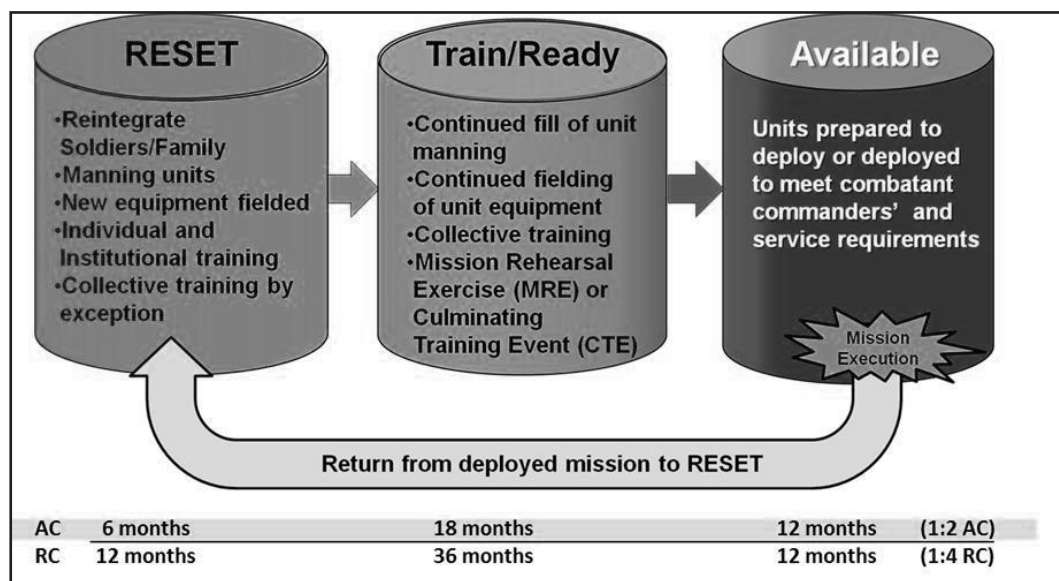 RESET
•Reintegrate
Soldiers/Family
•Manning units
•New equipment fielded
•Individual and
Institutional training
•Collective training by
exception
Train/Ready
•Continued fill of unit
manning
•Continued fielding
of unit equipment
•Collective training
•Mission Rehearsal
Exercise (MRE) or
Culminating
Training Event (CTE)
Available
Units prepared to
deploy or deployed
to meet combatant
commanders' and
service requirements
Mission
Execution
Return from deployed mission to RESET
AC 6 months 18 months 12 months (1:2 AC)
RC 12 months 36 months 12 months (1:4 RC)